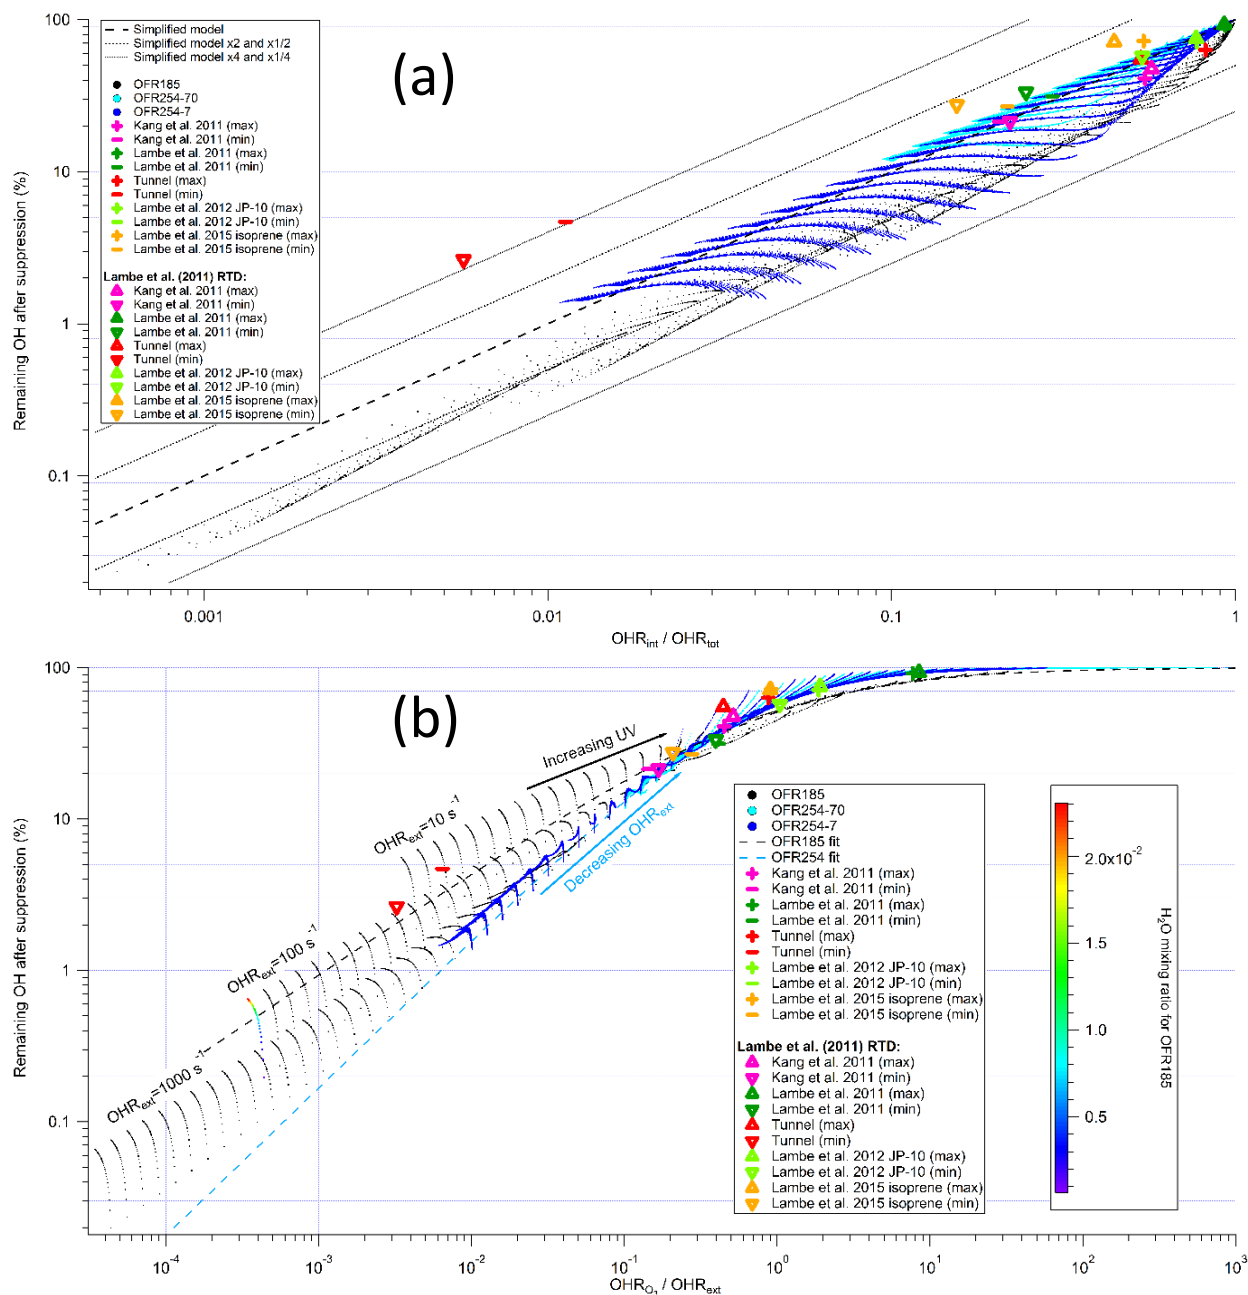 (a)
Simplified model
Simplified model x2 and x1/2
Simplified model x4 and x1/4
OFR185
OFR254-70
OFR254-7
Kang et al. 2011 (max)
Kang et al. 2011 (min)
Lambe et al. 2011 (max)
Lambe et al. 2011 (min)
Tunnel (max)
Tunnel (min)
Lambe et al. 2012 JP-10 (max)
Lambe et al. 2012 JP-10 (min)
Lambe et al. 2015 isoprene (max)
Lambe et al. 2015 isoprene (min)
Lambe et al. (2011) RTD:
Kang et al. 2011 (max)
Kang et al. 2011 (min)
Lambe et al. 2011 (max)
Lambe et al. 2011 (min)
Tunnel (max)
Tunnel (min)
Lambe et al. 2012 JP-10 (max)
Lambe et al. 2012 JP-10 (min)
Lambe et al. 2015 isoprene (max)
Lambe et al. 2015 isoprene (min)
Remaining OH after suppression (%)
100
10
1
0.1
0.001
0.01
0.1
1
OHRint / OHRtot
(b)
Remaining OH after suppression (%)
100
10
1
0.1
Increasing UV
Decreasing OHRext
OHRext=10 s-1
OHRext=100 s-1
OHRext=1000 s-1
OFR185
OFR254-70
OFR254-7
OFR185 fit
OFR254 fit
Kang et al. 2011 (max)
Kang et al. 2011 (min)
Lambe et al. 2011 (max)
Lambe et al. 2011 (min)
Tunnel (max)
Tunnel (min)
Lambe et al. 2012 JP-10 (max)
Lambe et al. 2012 JP-10 (min)
Lambe et al. 2015 isoprene (max)
Lambe et al. 2015 isoprene (min)
Lambe et al. (2011) RTD:
Kang et al. 2011 (max)
Kang et al. 2011 (min)
Lambe et al. 2011 (max)
Lambe et al. 2011 (min)
Tunnel (max)
Tunnel (min)
Lambe et al. 2012 JP-10 (max)
Lambe et al. 2012 JP-10 (min)
Lambe et al. 2015 isoprene (max)
Lambe et al. 2015 isoprene (min)
2.0x10-2
1.5
1.0
0.5
H2O mixing ratio for OFR185
10-4
10-3
10-2
10-1
100
101
102
103
OHRO3 / OHRext